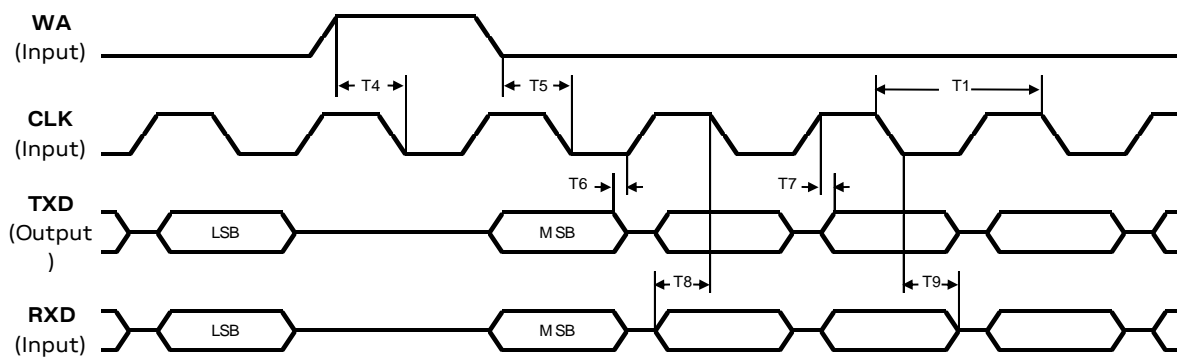 WA
(Input)
T4
T5
T1
CLK
(Input)
T6
T7
TXD
(Output
)
LSB
MSB
T8
T9
RXD
(Input)
LSB
MSB